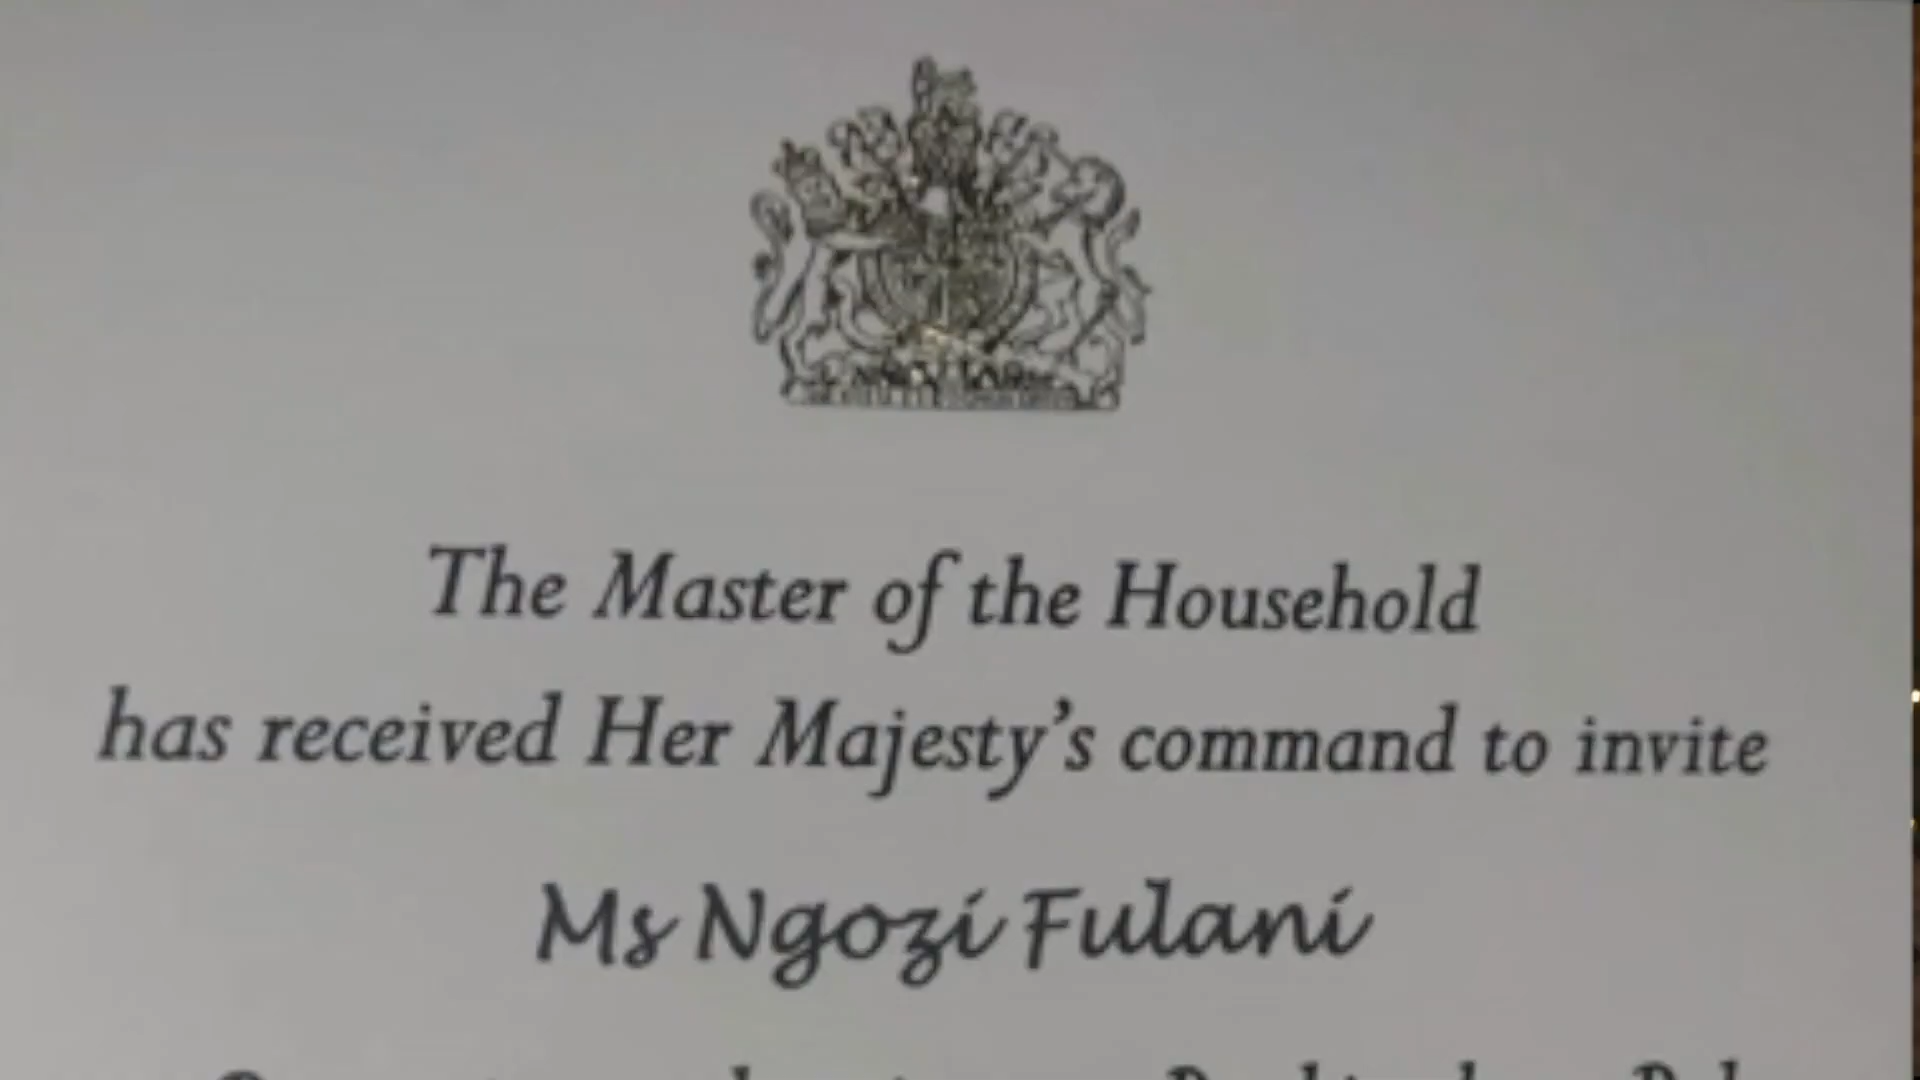 The Master of the Household
has received Her Majesty's command to invite
Ms Ngozi Fulani